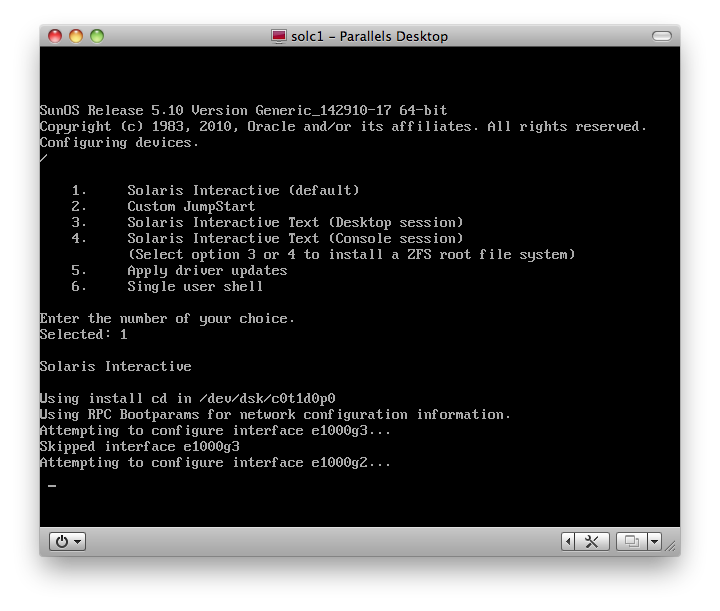 solc1 – Parallels Desktop
SunOS Release 5.10 Version Generic_142910-17 64-bit
Copyright (c) 1983, 2010, Oracle and/or its affiliates. All rights reserved.
Configuring devices.
/
1. Solaris Interactive (default)
2. Custom JumpStart
3. Solaris Interactive Text (Desktop session)
4. Solaris Interactive Text (Console session)
(Select option 3 or 4 to install a ZFS root file system)
5. Apply driver updates
6. Single user shell
Enter the number of your choice.
Selected: 1
Solaris Interactive
Using install cd in /dev/dsk/c0t1d0p0
Using RPC Bootparams for network configuration information.
Attempting to configure interface e1000g3...
Skipped interface e1000g3
Attempting to configure interface e1000g2...
_